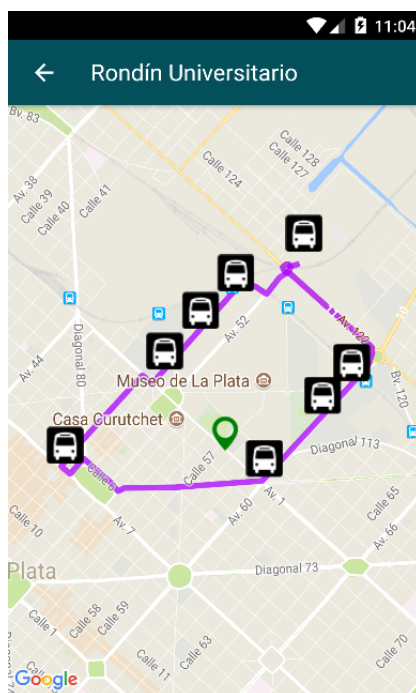 11:04
Rondín Universitario
Bv. 83
Calle 128
Calle 127
Calle 124
Av. 38
Calle 39
Calle 40
Calle 41
Av. 44
Diagonal 80
Av. 52
Av. 120
Museo de La Plata
Bv. 120
Casa Curutchet
Calle 57
Diagonal 113
Calle 6
Av. 1
Calle 10
Av. 7
Av. 60
Calle 65
Av. 66
Plata
Diagonal 73
Calle 58
Calle 59
Calle 1
Calle 63
Calle 11
Google